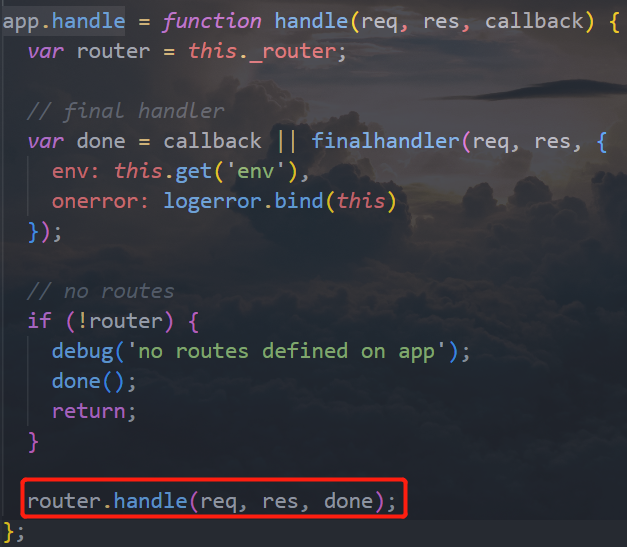 app.handle = function handle(req, res, callback) {
  var router = this._router;

  // final handler
  var done = callback || finalhandler(req, res, {
    env: this.get('env'),
    onerror: logerror.bind(this)
  });

  // no routes
  if (!router) {
    debug('no routes defined on app');
    done();
    return;
  }

  router.handle(req, res, done);
};